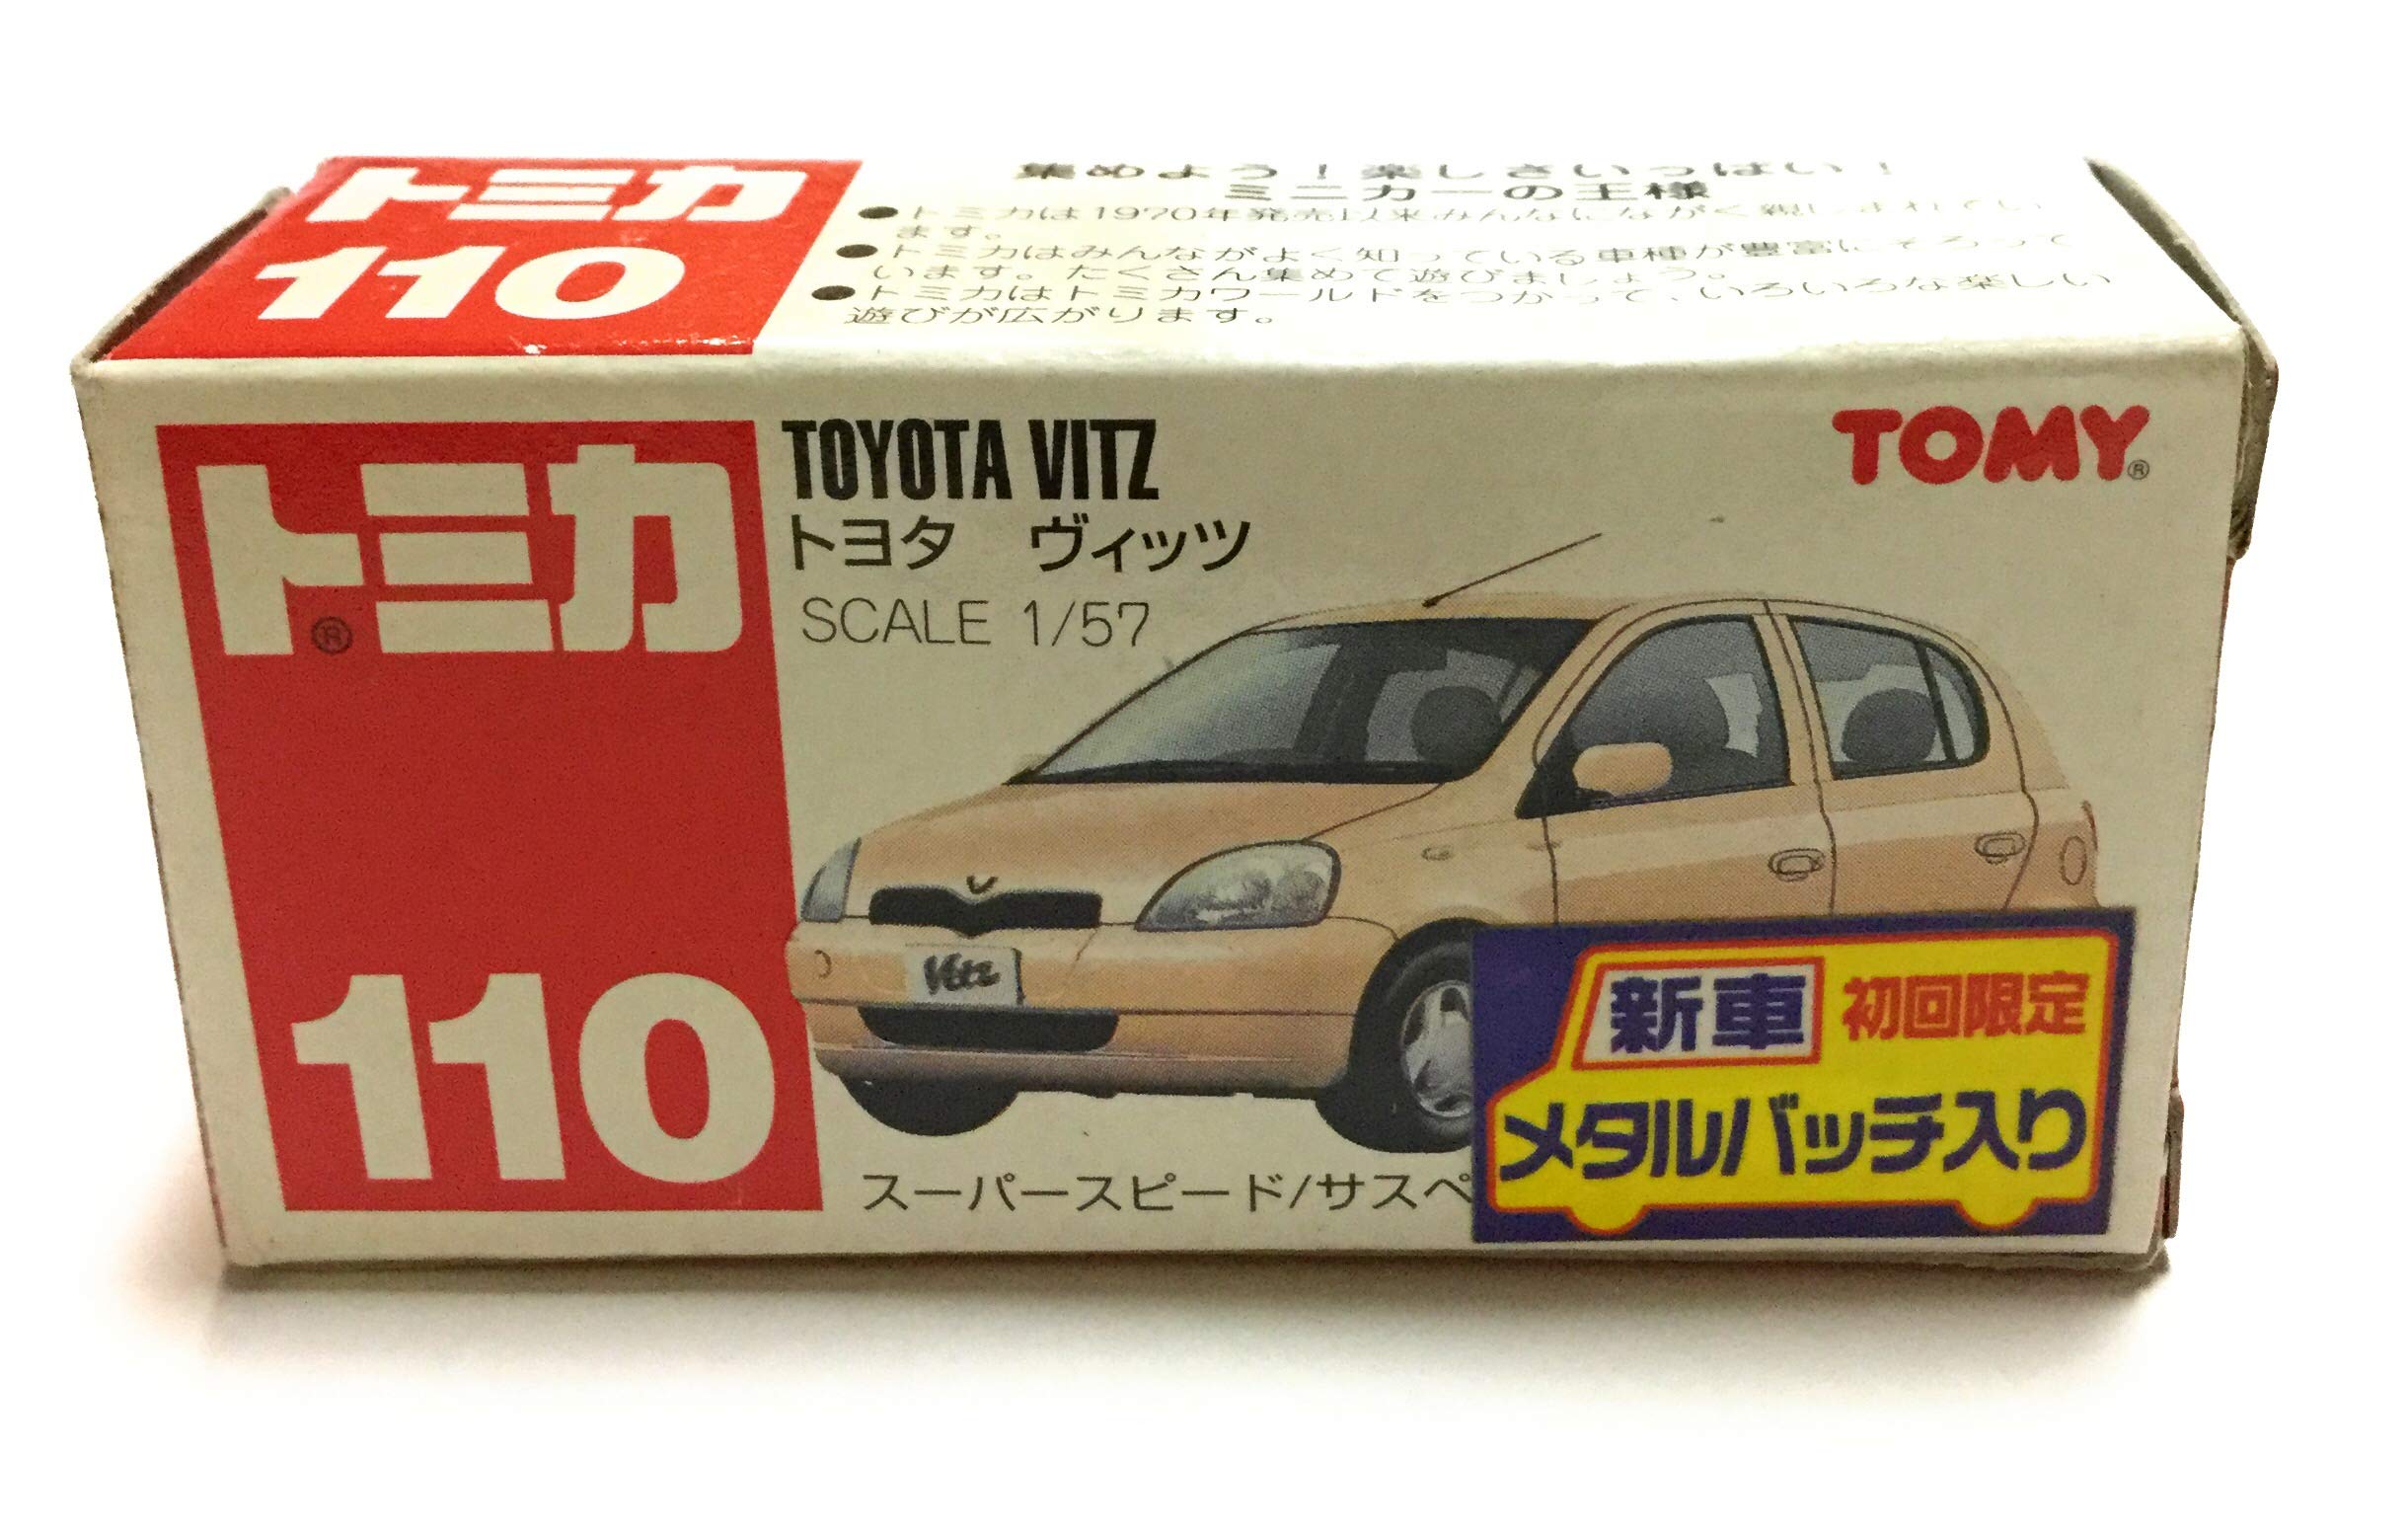 トミカ
110
集めよう！楽しさいっぱい！
ミニカーの王様
●トミカは1970年発売以来みんなにながく親しまれてい
ます。
●トミカはみんながよく知っている車種が豊富にそろって
います。たくさん集めて遊びましょう。
●トミカはトミカワールドをつかって、いろいろな楽しい
遊びが広がります。
トミカ®
110
TOYOTA VITZ
トヨタ ヴィッツ
SCALE 1/57
TOMY®
Vitz
スーパースピード/サスペ
新車 初回限定
メタルバッチ入り